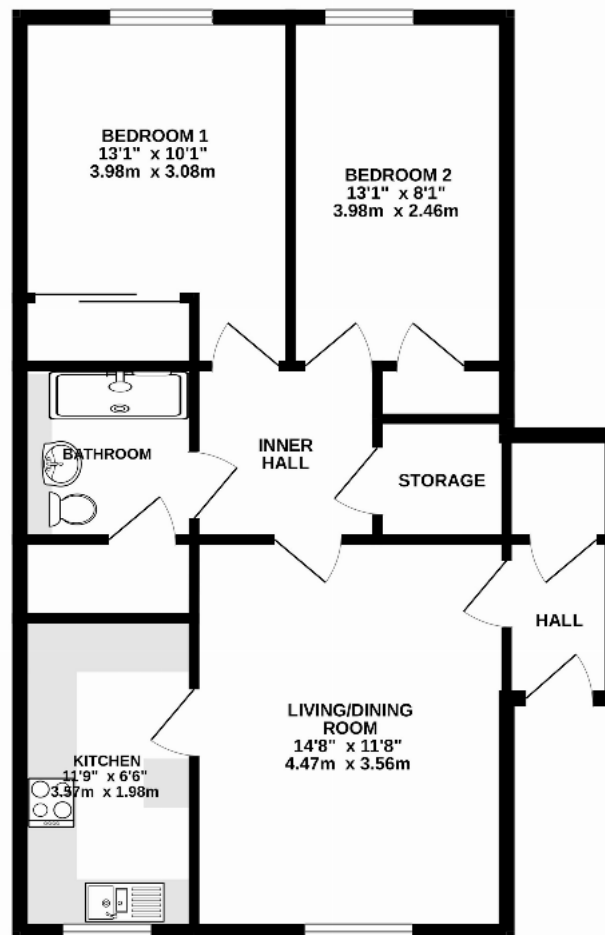 BEDROOM 1
13'1" x 10'1"
3.98m x 3.08m
BEDROOM 2
13'1" x 8'1"
3.98m x 2.46m
BATHROOM
INNER
HALL
STORAGE
HALL
LIVING/DINING
ROOM
14'8" x 11'8"
4.47m x 3.56m
KITCHEN
11'9" x 6'6"
3.57m x 1.98m